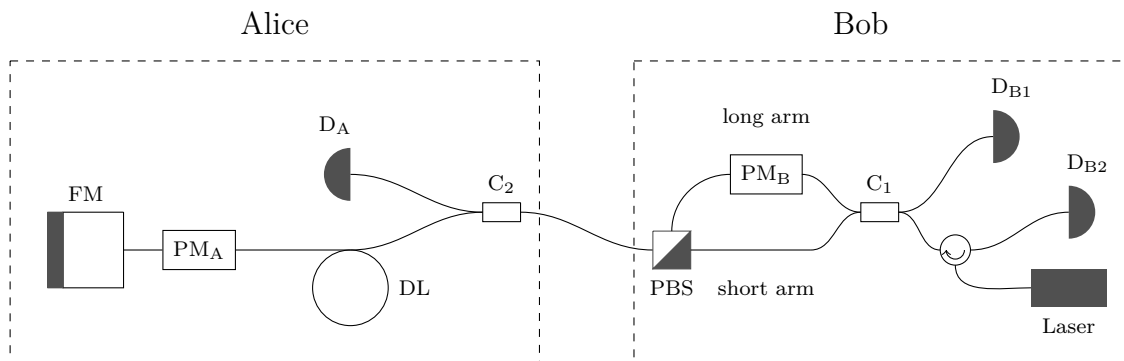 Alice
Bob
D_B1
long arm
D_A
D_B2
FM
C_2
PM_B
C_1
PM_A
DL
PBS
short arm
Laser